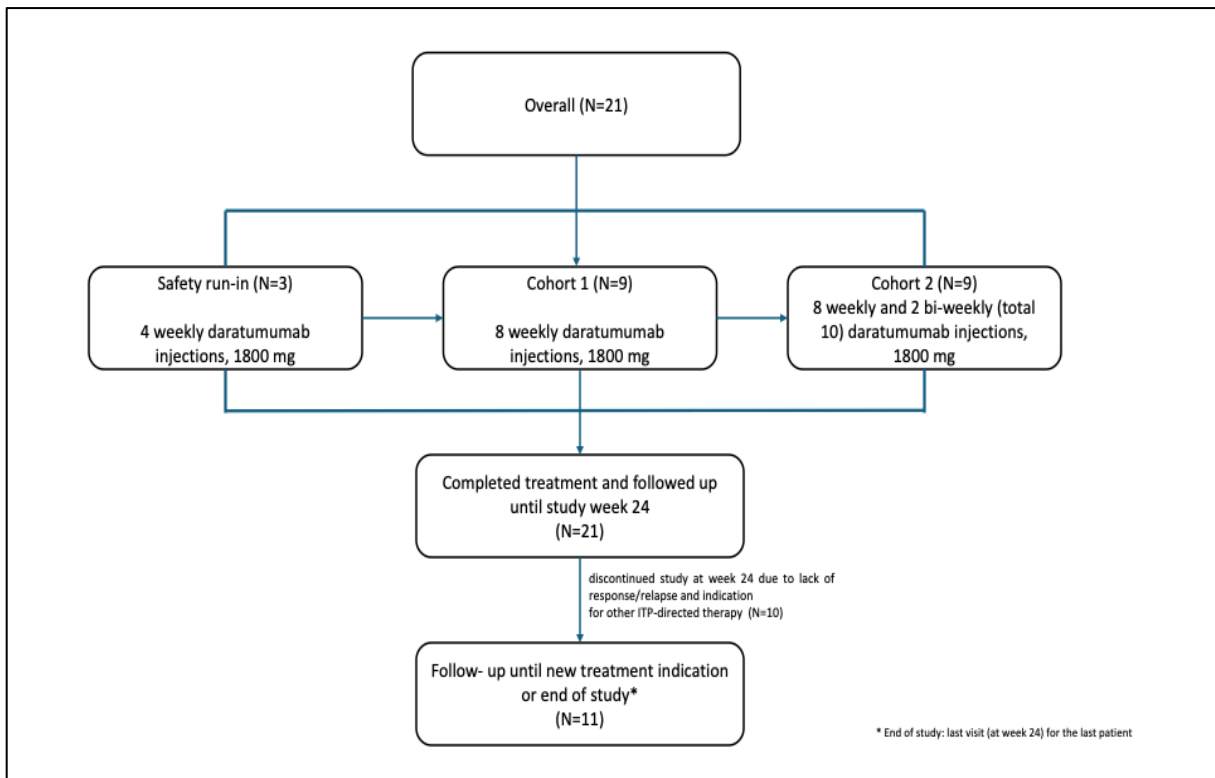 Overall (N=21)
Safety run-in (N=3)
4 weekly daratumumab
injections, 1800 mg
Cohort 1 (N=9)
8 weekly daratumumab
injections, 1800 mg
Cohort 2 (N=9)
8 weekly and 2 bi-weekly (total
10) daratumumab injections,
1800 mg
Completed treatment and followed up
until study week 24
(N=21)
discontinued study at week 24 due to lack of
response/relapse and indication
for other ITP-directed therapy (N=10)
Follow- up until new treatment indication
or end of study*
(N=11)
* End of study: last visit (at week 24) for the last patient